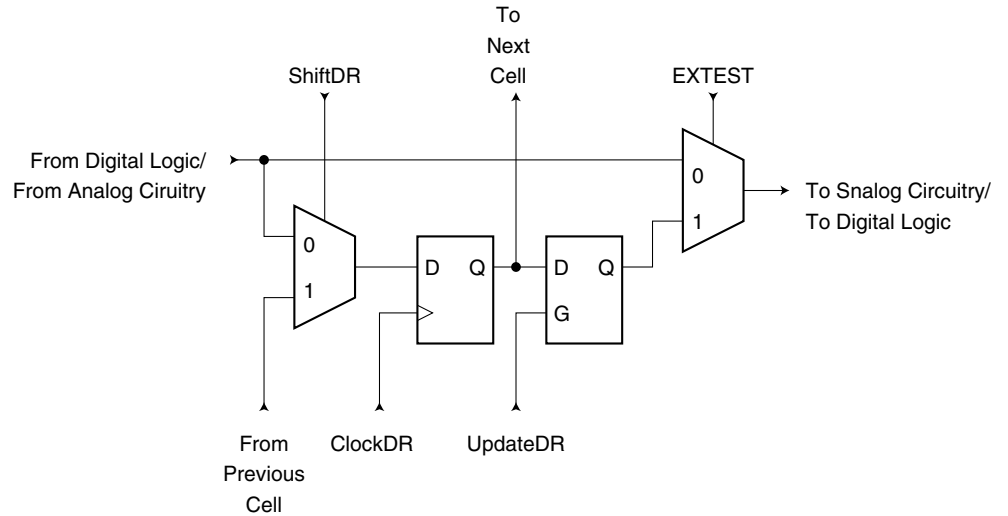 To
Next
Cell
ShiftDR
EXTEST
From Digital Logic/
From Analog Ciruitry
0
1
To Snalog Circuitry/
To Digital Logic
0
1
D Q
D Q
G
From
Previous
Cell
ClockDR
UpdateDR